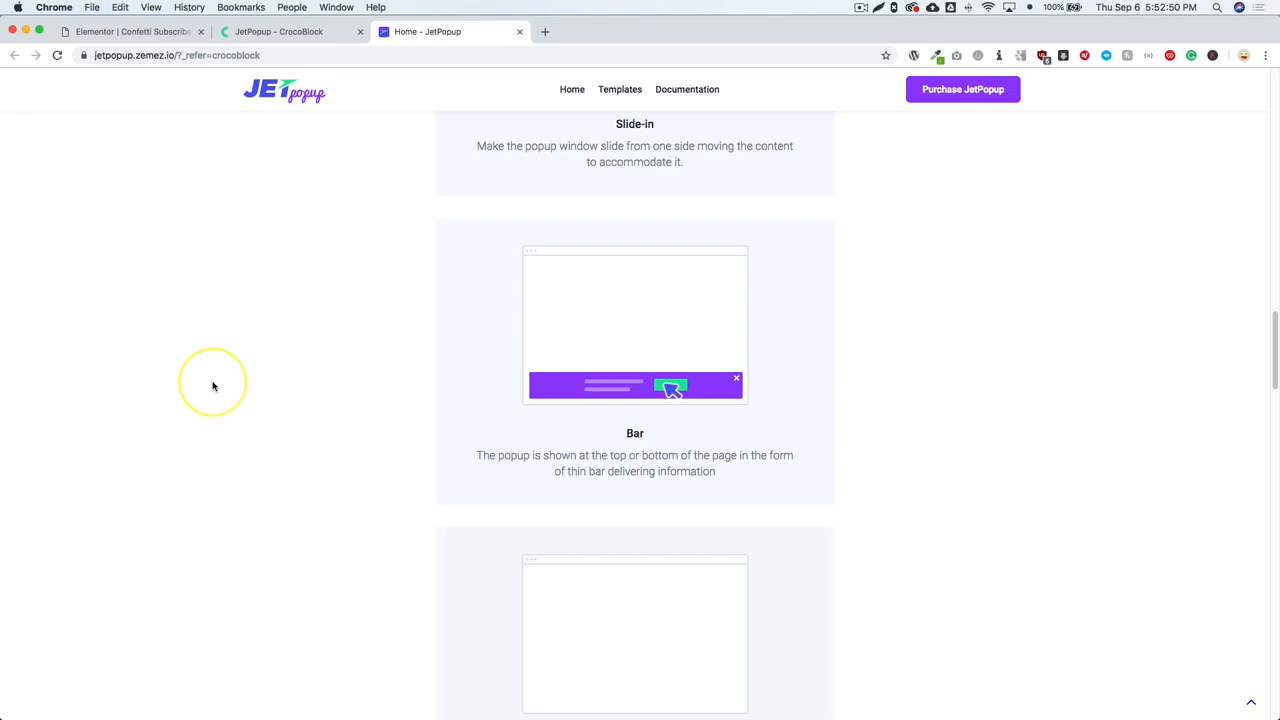 Chrome File Edit View History Bookmarks People Window Help 100% Thu Sep 6 5:52:50 PM
Elementor | Confetti Subscribe JetPopup - CrocoBlock Home - JetPopup
jetpopup.zemez.io/?_refer=crocoblock
JET popup Home Templates Documentation Purchase JetPopup
Slide-in
Make the popup window slide from one side moving the content
to accommodate it.
Bar
The popup is shown at the top or bottom of the page in the form
of thin bar delivering information